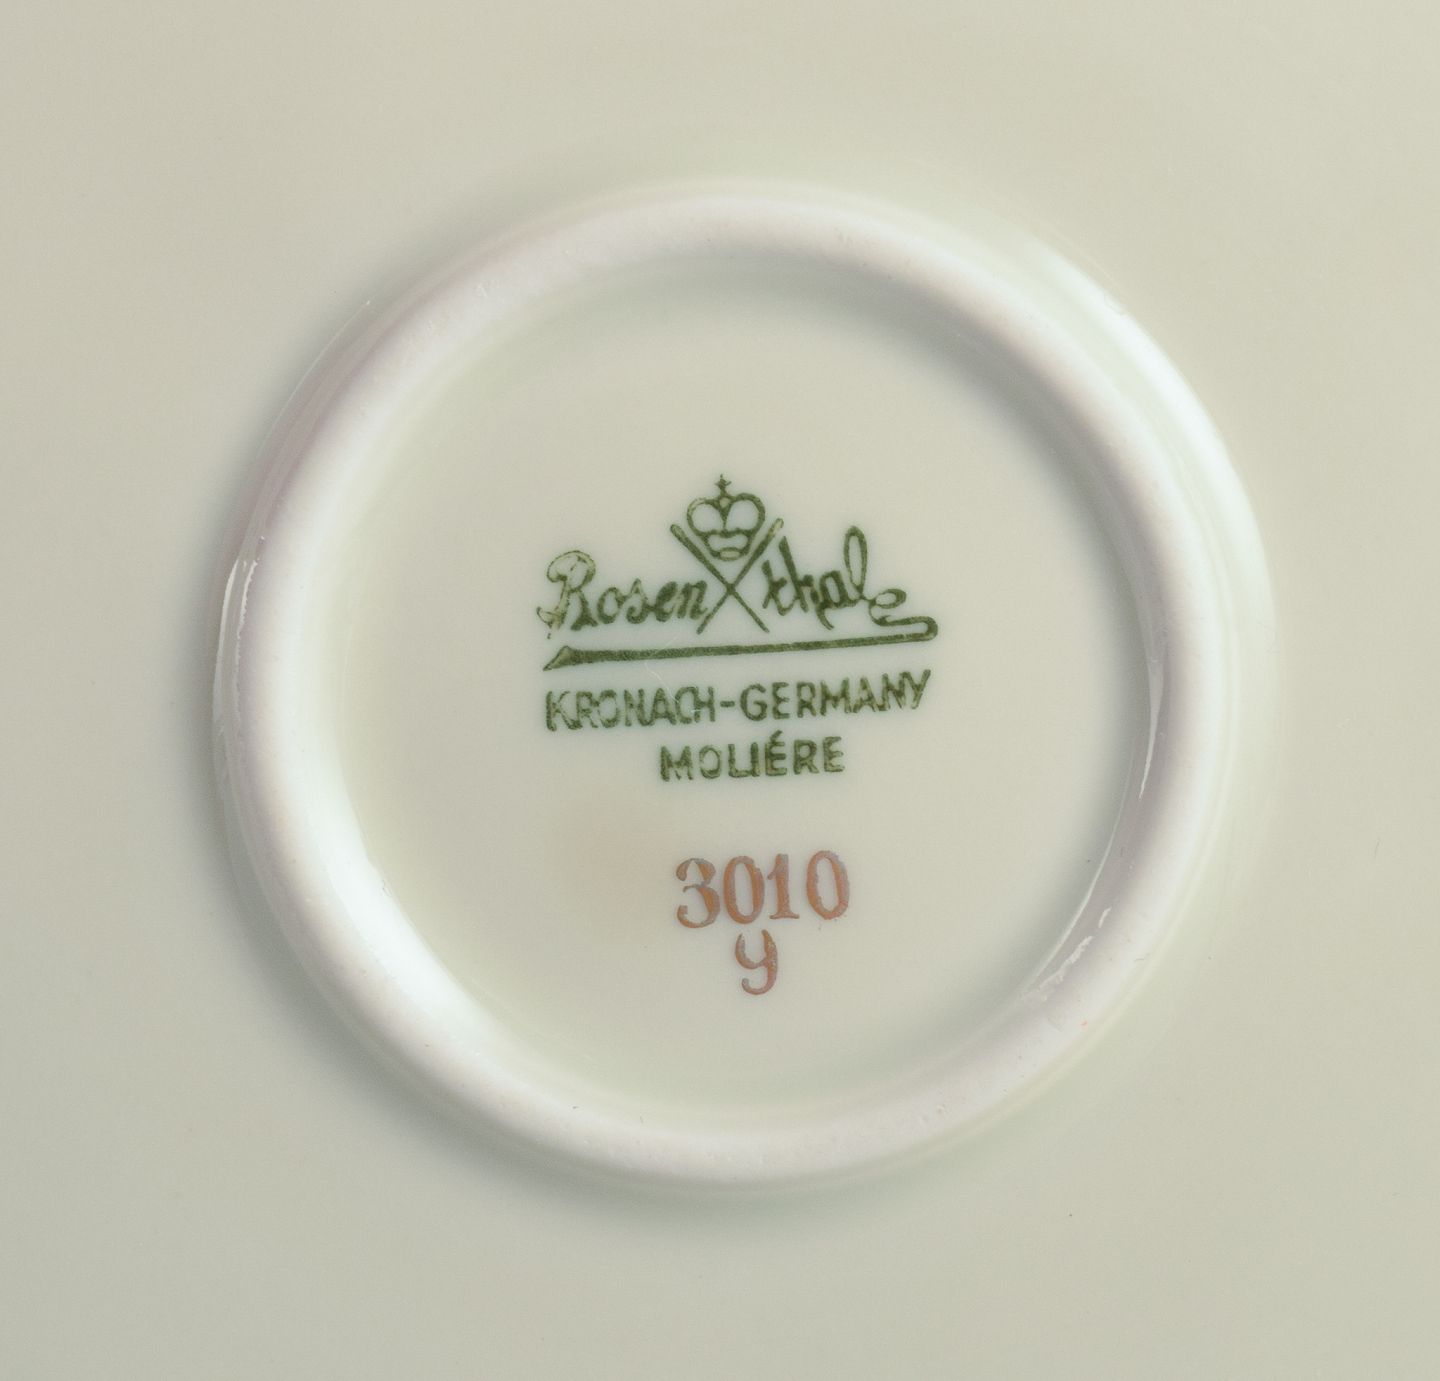 Rosenthal
KRONACH-GERMANY
MOLIÉRE
3010
y